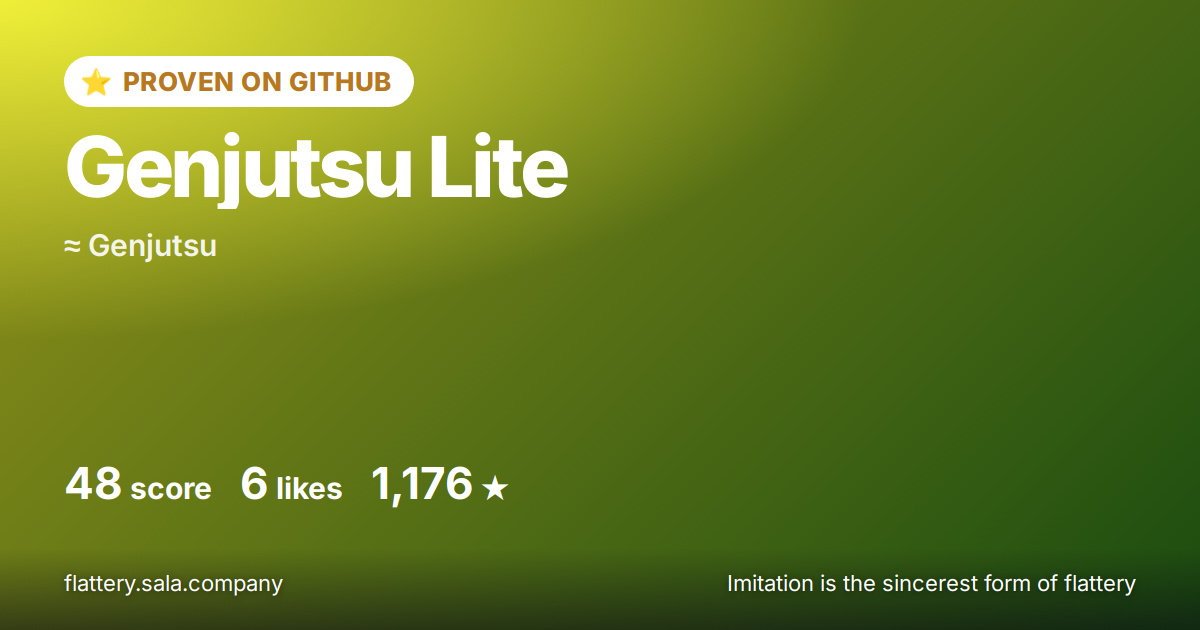 ⭐ PROVEN ON GITHUB
Genjutsu Lite
≈ Genjutsu
48 score 6 likes 1,176 ★
flattery.sala.company
Imitation is the sincerest form of flattery